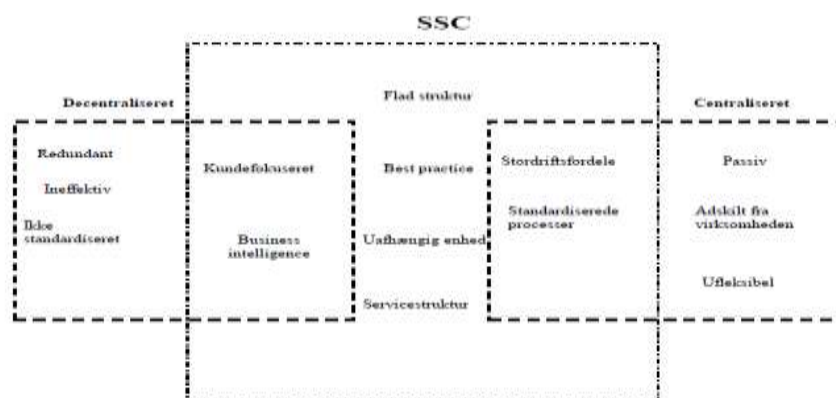 SSC
Decentraliseret
Flad struktur
Centraliseret
Redundant
Ineffektiv
Ikke
standardiseret
Kundefokuseret
Business
intelligence
Best practice
Uafhængig enhed
Servicestruktur
Stordriftsfordele
Standardiserede
processer
Passiv
Adskilt fra
virksomheden
Ufleksibel